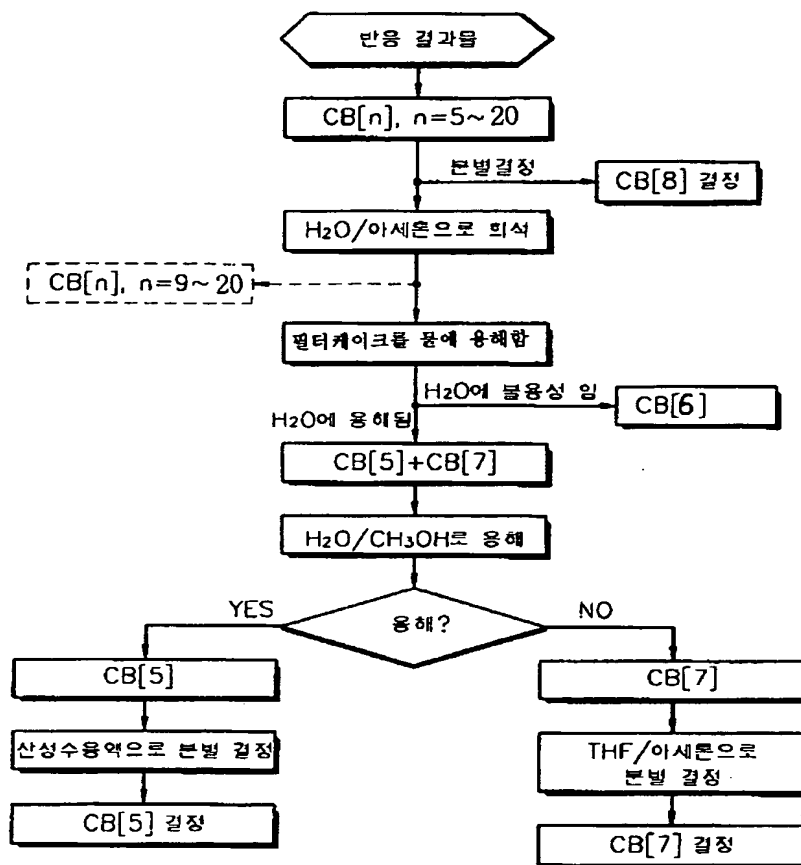 반응 결과물
CB[n], n=5~20
분별결정
CB[8] 결정
H2O/아세톤으로 희석
CB[n], n=9~20
필터케이크를 물에 용해함
H2O에 불용성 임
CB[6]
H2O에 용해됨
CB[5]+CB[7]
H2O/CH3OH로 용해
YES
용해?
NO
CB[5]
CB[7]
산성수용액으로 분별 결정
THF/아세톤으로
분별 결정
CB[5] 결정
CB[7] 결정